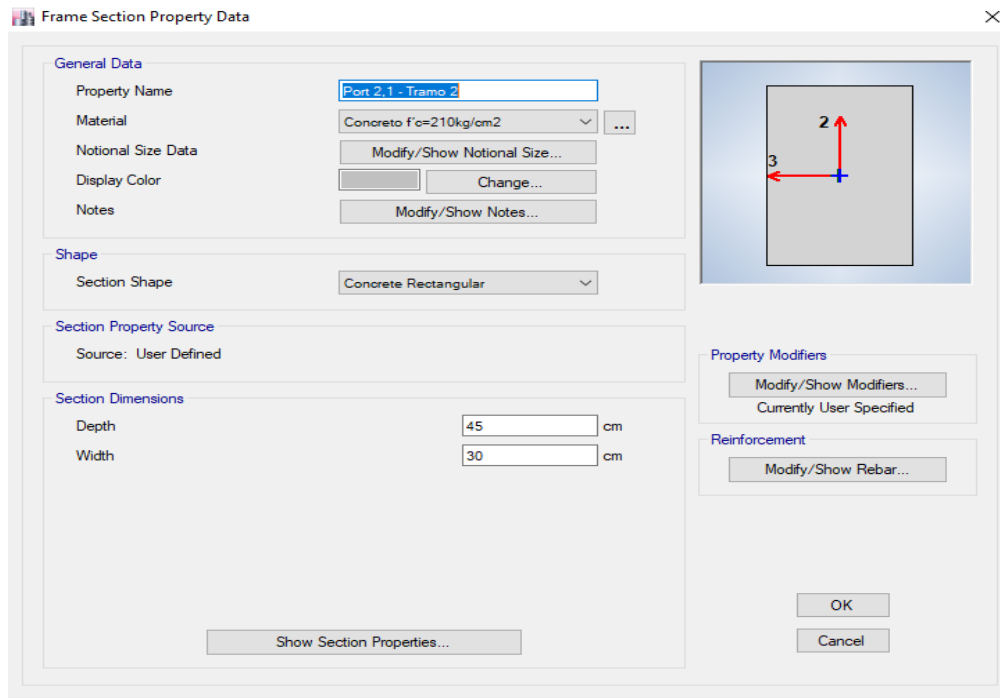 Frame Section Property Data
General Data
Property Name Port 2,1 - Tramo 2
Material Concreto f'c=210kg/cm2 ...
Notional Size Data Modify/Show Notional Size...
Display Color Change...
Notes Modify/Show Notes...
Shape
Section Shape Concrete Rectangular
Section Property Source
Source: User Defined
Section Dimensions
Depth 45 cm
Width 30 cm
Show Section Properties...
2
3
Property Modifiers
Modify/Show Modifiers...
Currently User Specified
Reinforcement
Modify/Show Rebar...
OK
Cancel